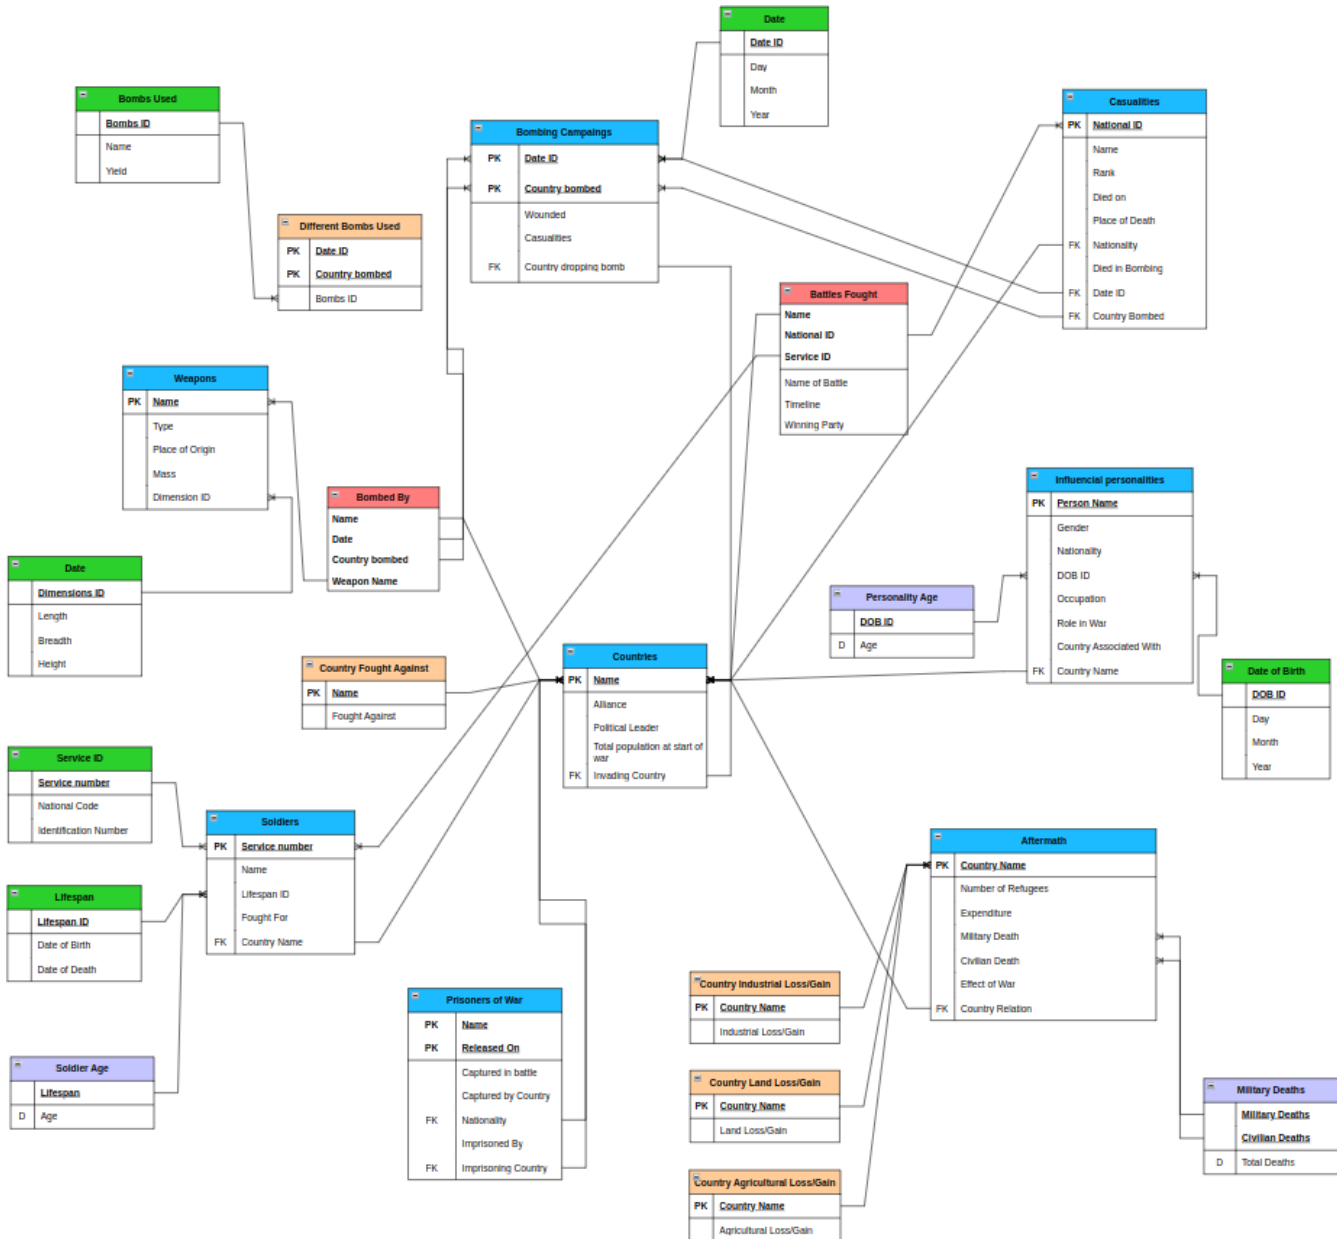 Date
Date ID
Day
Month
Year
Bombs Used
Bombs ID
Name
Yield
Bombing Campaings
PK Date ID
PK Country bombed
Wounded
Casualities
FK Country dropping bomb
Casualities
PK National ID
Name
Rank
Died on
Place of Death
FK Nationality
Died in Bombing
FK Date ID
FK Country Bombed
Different Bombs Used
PK Date ID
PK Country bombed
Bombs ID
Battles Fought
Name
National ID
Service ID
Name of Battle
Timeline
Winning Party
Weapons
PK Name
Type
Place of Origin
Mass
Dimension ID
Bombed By
Name
Date
Country bombed
Weapon Name
Influencial personalities
PK Person Name
Gender
Nationality
DOB ID
Occupation
Role in War
Country Associated With
FK Country Name
Date
Dimensions ID
Length
Breadth
Height
Personality Age
DOB ID
D Age
Country Fought Against
PK Name
Fought Against
Countries
PK Name
Alliance
Political Leader
Total population at start of
war
FK Invading Country
Date of Birth
DOB ID
Day
Month
Year
Service ID
Service number
National Code
Identification Number
Soldiers
PK Service number
Name
Lifespan ID
Fought For
FK Country Name
Aftermath
PK Country Name
Number of Refugees
Expenditure
Military Death
Civilian Death
Effect of War
FK Country Relation
Lifespan
Lifespan ID
Date of Birth
Date of Death
Prisoners of War
PK Name
PK Released On
Captured in battle
Captured by Country
FK Nationality
Imprisoned By
FK Imprisoning Country
Country Industrial Loss/Gain
PK Country Name
Industrial Loss/Gain
Soldier Age
Lifespan
D Age
Country Land Loss/Gain
PK Country Name
Land Loss/Gain
Military Deaths
Military Deaths
Civilian Deaths
D Total Deaths
Country Agricultural Loss/Gain
PK Country Name
Agricultural Loss/Gain